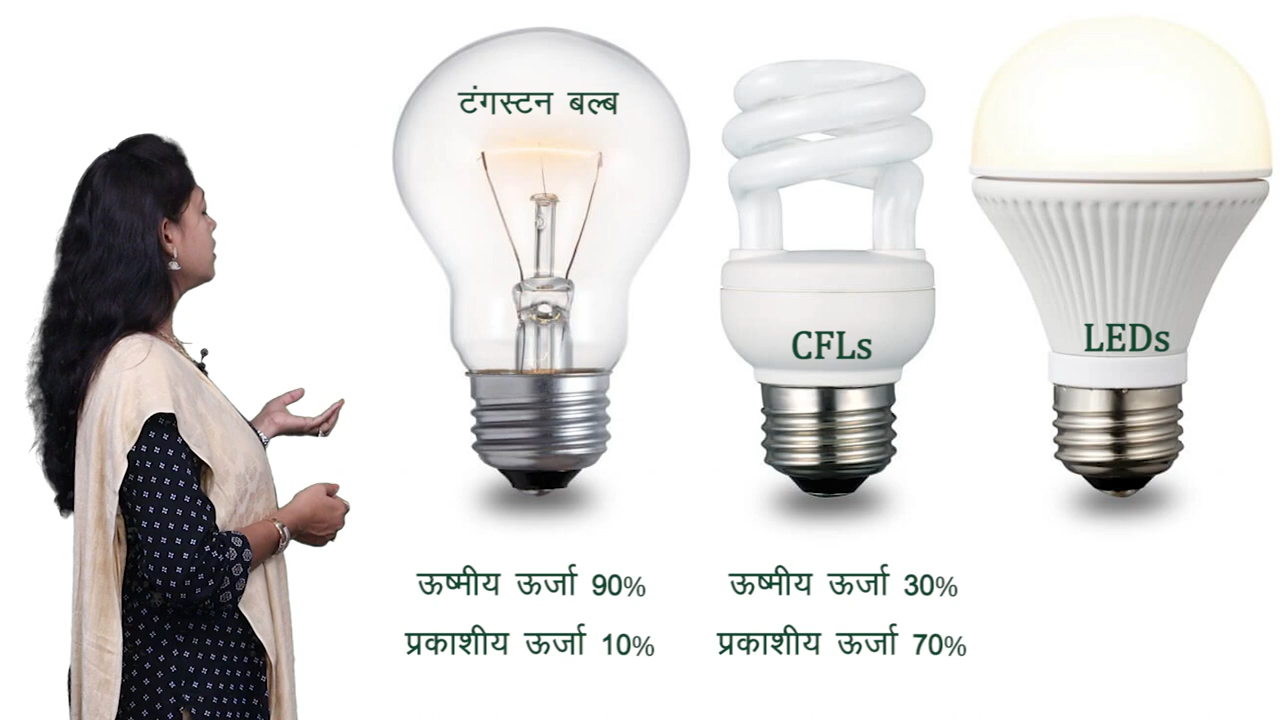 टंगस्टन बल्ब
CFLs
LEDs
ऊष्मीय ऊर्जा 90%
प्रकाशीय ऊर्जा 10%
ऊष्मीय ऊर्जा 30%
प्रकाशीय ऊर्जा 70%